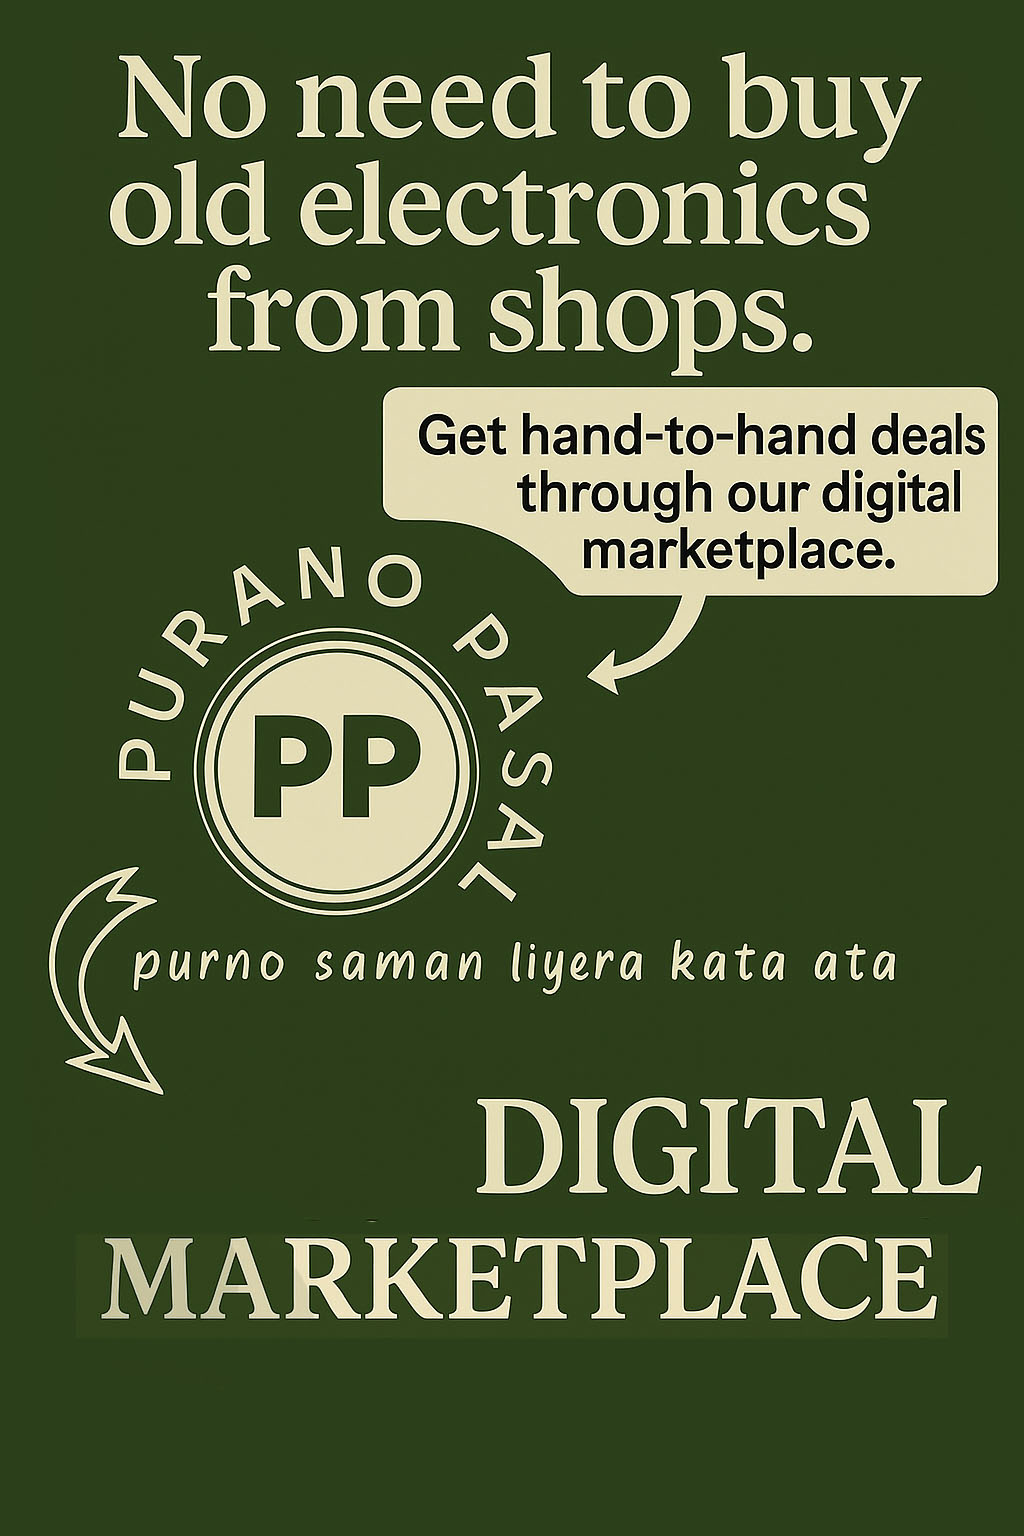 No need to buy
old electronics
from shops.
Get hand-to-hand deals
through our digital
marketplace.
PURANO PASAL
PP
purno saman liyera kata ata
DIGITAL
MARKETPLACE